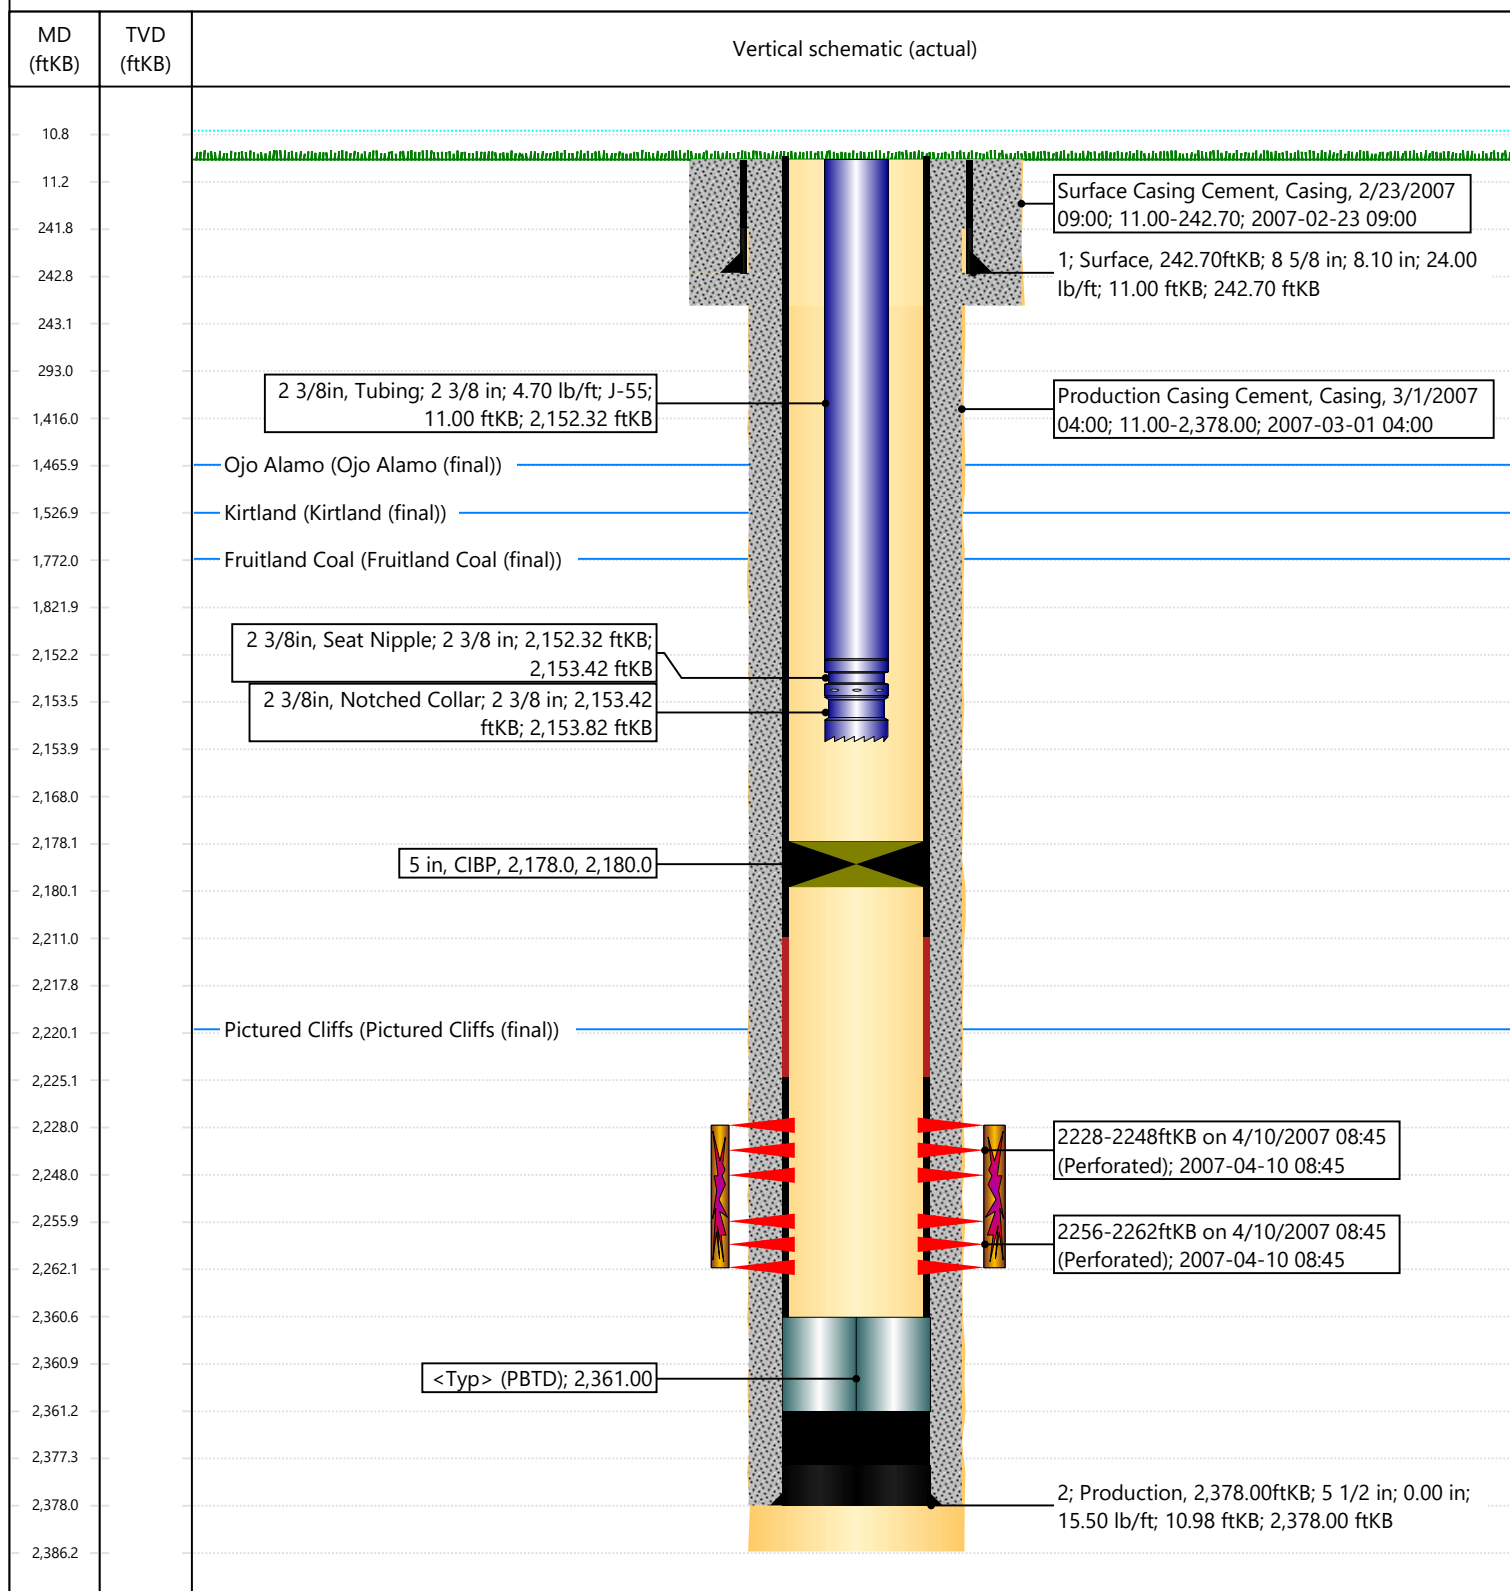 MD
(ftKB)
TVD
(ftKB)
Vertical schematic (actual)
10.8
11.2
Surface Casing Cement, Casing, 2/23/2007
09:00; 11.00-242.70; 2007-02-23 09:00
241.8
1; Surface, 242.70ftKB; 8 5/8 in; 8.10 in; 24.00
lb/ft; 11.00 ftKB; 242.70 ftKB
242.8
243.1
293.0
2 3/8in, Tubing; 2 3/8 in; 4.70 lb/ft; J-55;
11.00 ftKB; 2,152.32 ftKB
Production Casing Cement, Casing, 3/1/2007
04:00; 11.00-2,378.00; 2007-03-01 04:00
1,416.0
1,465.9
Ojo Alamo (Ojo Alamo (final))
1,526.9
Kirtland (Kirtland (final))
1,772.0
Fruitland Coal (Fruitland Coal (final))
1,821.9
2 3/8in, Seat Nipple; 2 3/8 in; 2,152.32 ftKB;
2,153.42 ftKB
2,152.2
2 3/8in, Notched Collar; 2 3/8 in; 2,153.42
ftKB; 2,153.82 ftKB
2,153.5
2,153.9
2,168.0
2,178.1
5 in, CIBP, 2,178.0, 2,180.0
2,180.1
2,211.0
2,217.8
2,220.1
Pictured Cliffs (Pictured Cliffs (final))
2,225.1
2,228.0
2228-2248ftKB on 4/10/2007 08:45
(Perforated); 2007-04-10 08:45
2,248.0
2,255.9
2256-2262ftKB on 4/10/2007 08:45
(Perforated); 2007-04-10 08:45
2,262.1
2,360.6
2,360.9
<Typ> (PBTD); 2,361.00
2,361.2
2,377.3
2; Production, 2,378.00ftKB; 5 1/2 in; 0.00 in;
15.50 lb/ft; 10.98 ftKB; 2,378.00 ftKB
2,378.0
2,386.2